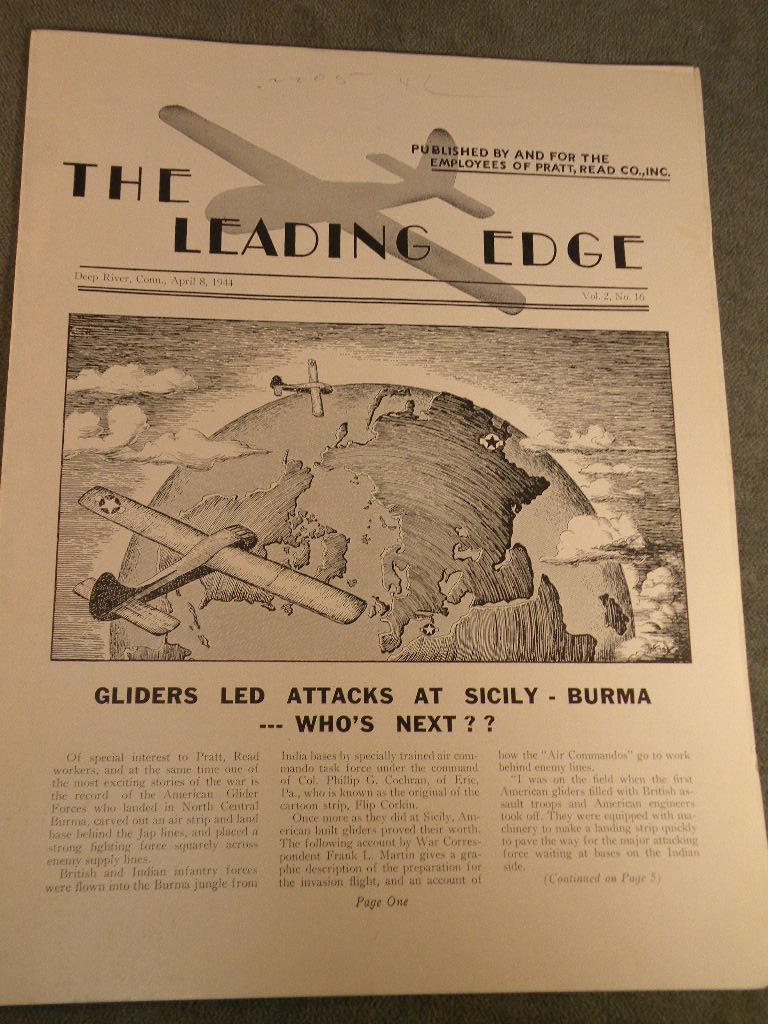 PUBLISHED BY AND FOR THE
EMPLOYEES OF PRATT, READ CO., INC.
THE
LEADING EDGE
Deep River, Conn., April 8, 1944
Vol. 2, No. 16
GLIDERS LED ATTACKS AT SICILY - BURMA
--- WHO'S NEXT ? ?
Of special interest to Pratt, Read
workers, and at the same time one of
the most exciting stories of the war is
the record of the American Glider
Forces who landed in North Central
Burma, carved out an air strip and land
base behind the Jap lines, and placed a
strong fighting force squarely across
enemy supply lines.
British and Indian infantry forces
were flown into the Burma jungle from
India bases by specially trained air com-
mando task force under the command
of Col. Phillip G. Cochran, of Erie,
Pa., who is known as the original of the
cartoon strip, Flip Corkin.
Once more as they did at Sicily, Am-
erican built gliders proved their worth.
The following account by War Corres-
pondent Frank L. Martin gives a gra-
phic description of the preparation for
the invasion flight, and an account of
how the "Air Commandos" go to work
behind enemy lines.
"I was on the field when the first
American gliders filled with British as-
sault troops and American engineers
took off. They were equipped with ma-
chinery to make a landing strip quickly
to pave the way for the major attacking
force waiting at bases on the Indian
side.
(Continued on Page 5)
Page One